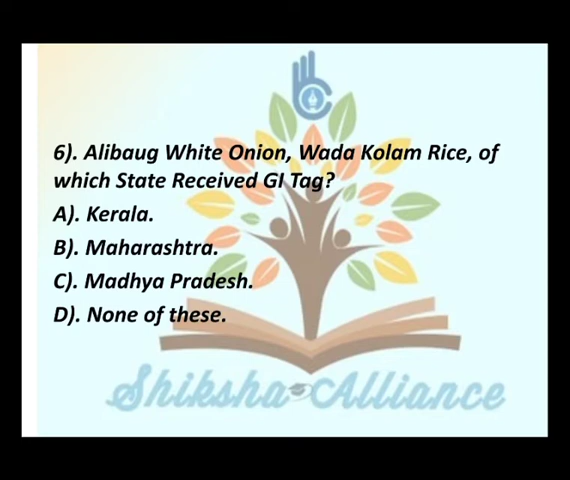 6). Alibaug White Onion, Wada Kolam Rice, of
which State Received GI Tag?
A). Kerala.
B). Maharashtra.
C). Madhya Pradesh.
D). None of these.
Shiksha Alliance